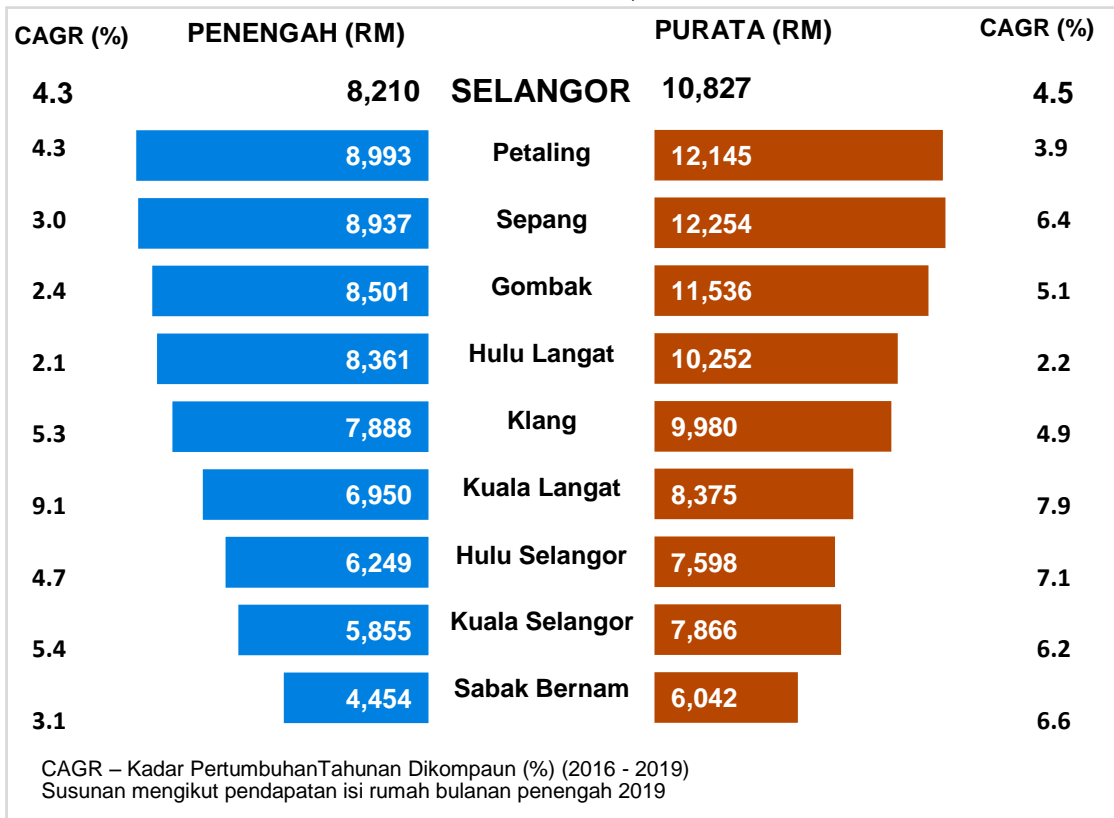 CAGR (%) PENENGAH (RM) PURATA (RM) CAGR (%)
4.3 8,210 SELANGOR 10,827 4.5
4.3 8,993 Petaling 12,145 3.9
3.0 8,937 Sepang 12,254 6.4
2.4 8,501 Gombak 11,536 5.1
2.1 8,361 Hulu Langat 10,252 2.2
5.3 7,888 Klang 9,980 4.9
9.1 6,950 Kuala Langat 8,375 7.9
4.7 6,249 Hulu Selangor 7,598 7.1
5.4 5,855 Kuala Selangor 7,866 6.2
3.1 4,454 Sabak Bernam 6,042 6.6
CAGR – Kadar PertumbuhanTahunan Dikompaun (%) (2016 - 2019)
Susunan mengikut pendapatan isi rumah bulanan penengah 2019